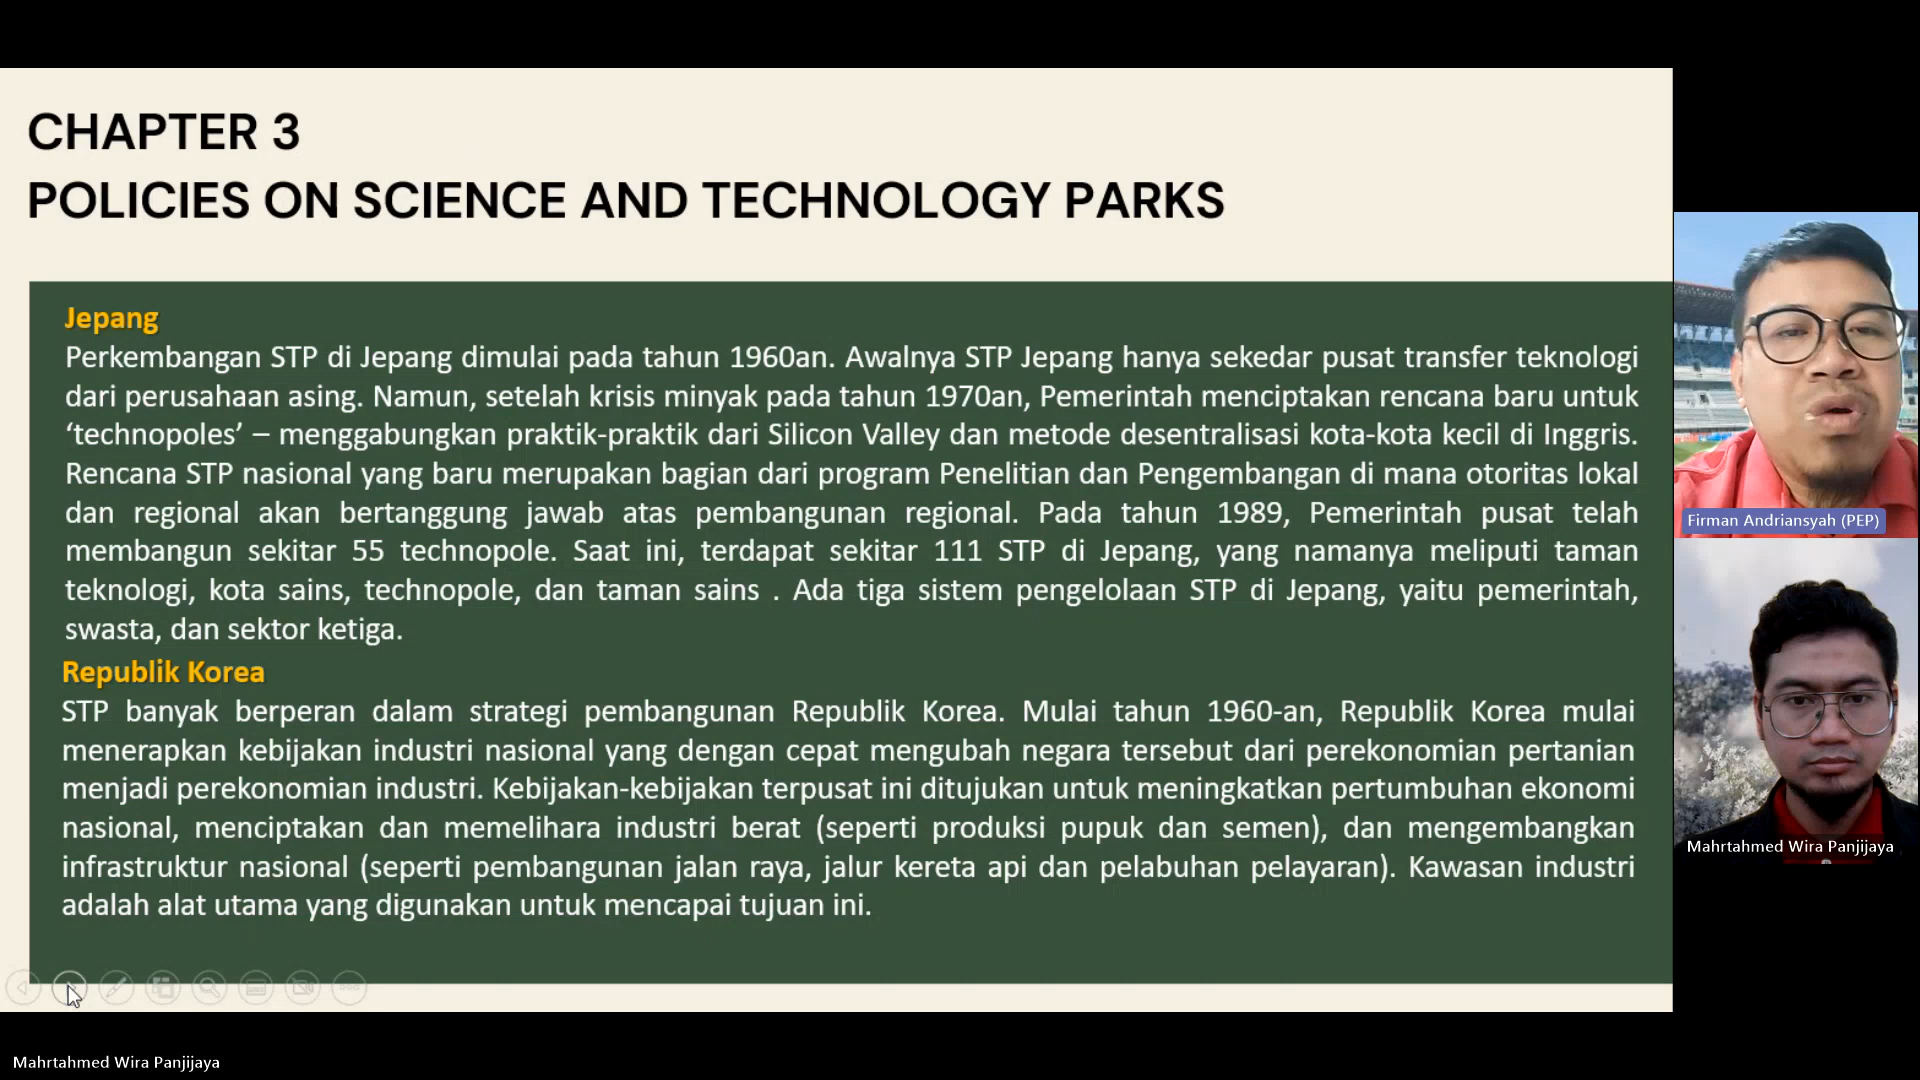 CHAPTER 3
POLICIES ON SCIENCE AND TECHNOLOGY PARKS
Jepang
Perkembangan STP di Jepang dimulai pada tahun 1960an. Awalnya STP Jepang hanya sekedar pusat transfer teknologi
dari perusahaan asing. Namun, setelah krisis minyak pada tahun 1970an, Pemerintah menciptakan rencana baru untuk
‘technopoles’ – menggabungkan praktik-praktik dari Silicon Valley dan metode desentralisasi kota-kota kecil di Inggris.
Rencana STP nasional yang baru merupakan bagian dari program Penelitian dan Pengembangan di mana otoritas lokal
dan regional akan bertanggung jawab atas pembangunan regional. Pada tahun 1989, Pemerintah pusat telah
membangun sekitar 55 technopole. Saat ini, terdapat sekitar 111 STP di Jepang, yang namanya meliputi taman
teknologi, kota sains, technopole, dan taman sains . Ada tiga sistem pengelolaan STP di Jepang, yaitu pemerintah,
swasta, dan sektor ketiga.
Republik Korea
STP banyak berperan dalam strategi pembangunan Republik Korea. Mulai tahun 1960-an, Republik Korea mulai
menerapkan kebijakan industri nasional yang dengan cepat mengubah negara tersebut dari perekonomian pertanian
menjadi perekonomian industri. Kebijakan-kebijakan terpusat ini ditujukan untuk meningkatkan pertumbuhan ekonomi
nasional, menciptakan dan memelihara industri berat (seperti produksi pupuk dan semen), dan mengembangkan
infrastruktur nasional (seperti pembangunan jalan raya, jalur kereta api dan pelabuhan pelayaran). Kawasan industri
adalah alat utama yang digunakan untuk mencapai tujuan ini.
Firman Andriansyah (PEP)
Mahrtahmed Wira Panjijaya
Mahrtahmed Wira Panjijaya